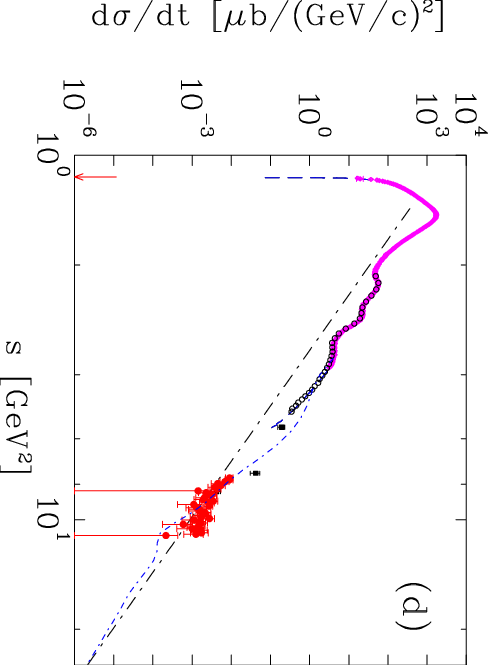 dσ/dt [μb/(GeV/c)²]
10⁻⁶ 10⁻³ 10⁰ 10³ 10⁴
10⁰
10¹
s [GeV²]
(d)